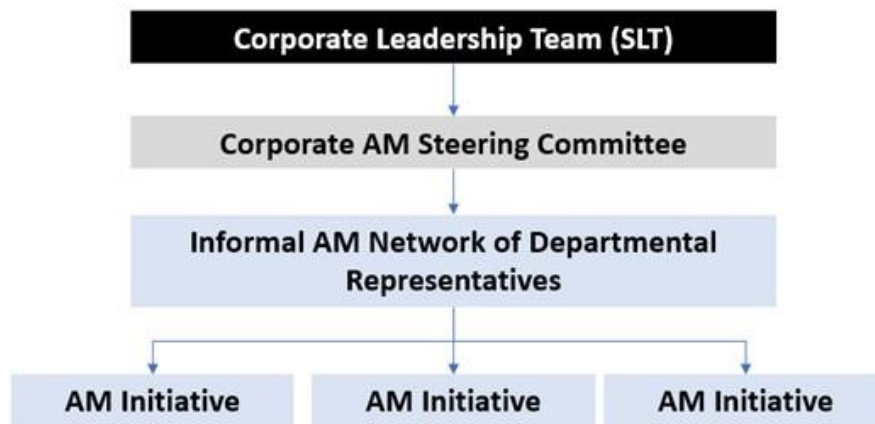 Corporate Leadership Team (SLT)
Corporate AM Steering Committee
Informal AM Network of Departmental
Representatives
AM Initiative
AM Initiative
AM Initiative